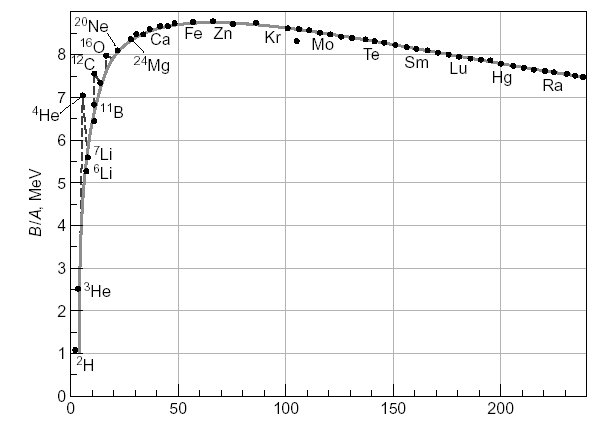 ²⁰Ne
¹⁶O
¹²C
Ca
Fe
Zn
Kr
Mo
Te
Sm
Lu
Hg
Ra
²⁴Mg
⁴He
¹¹B
⁷Li
⁶Li
³He
²H
B/A, MeV
8
7
6
5
4
3
2
1
0
0 50 100 150 200